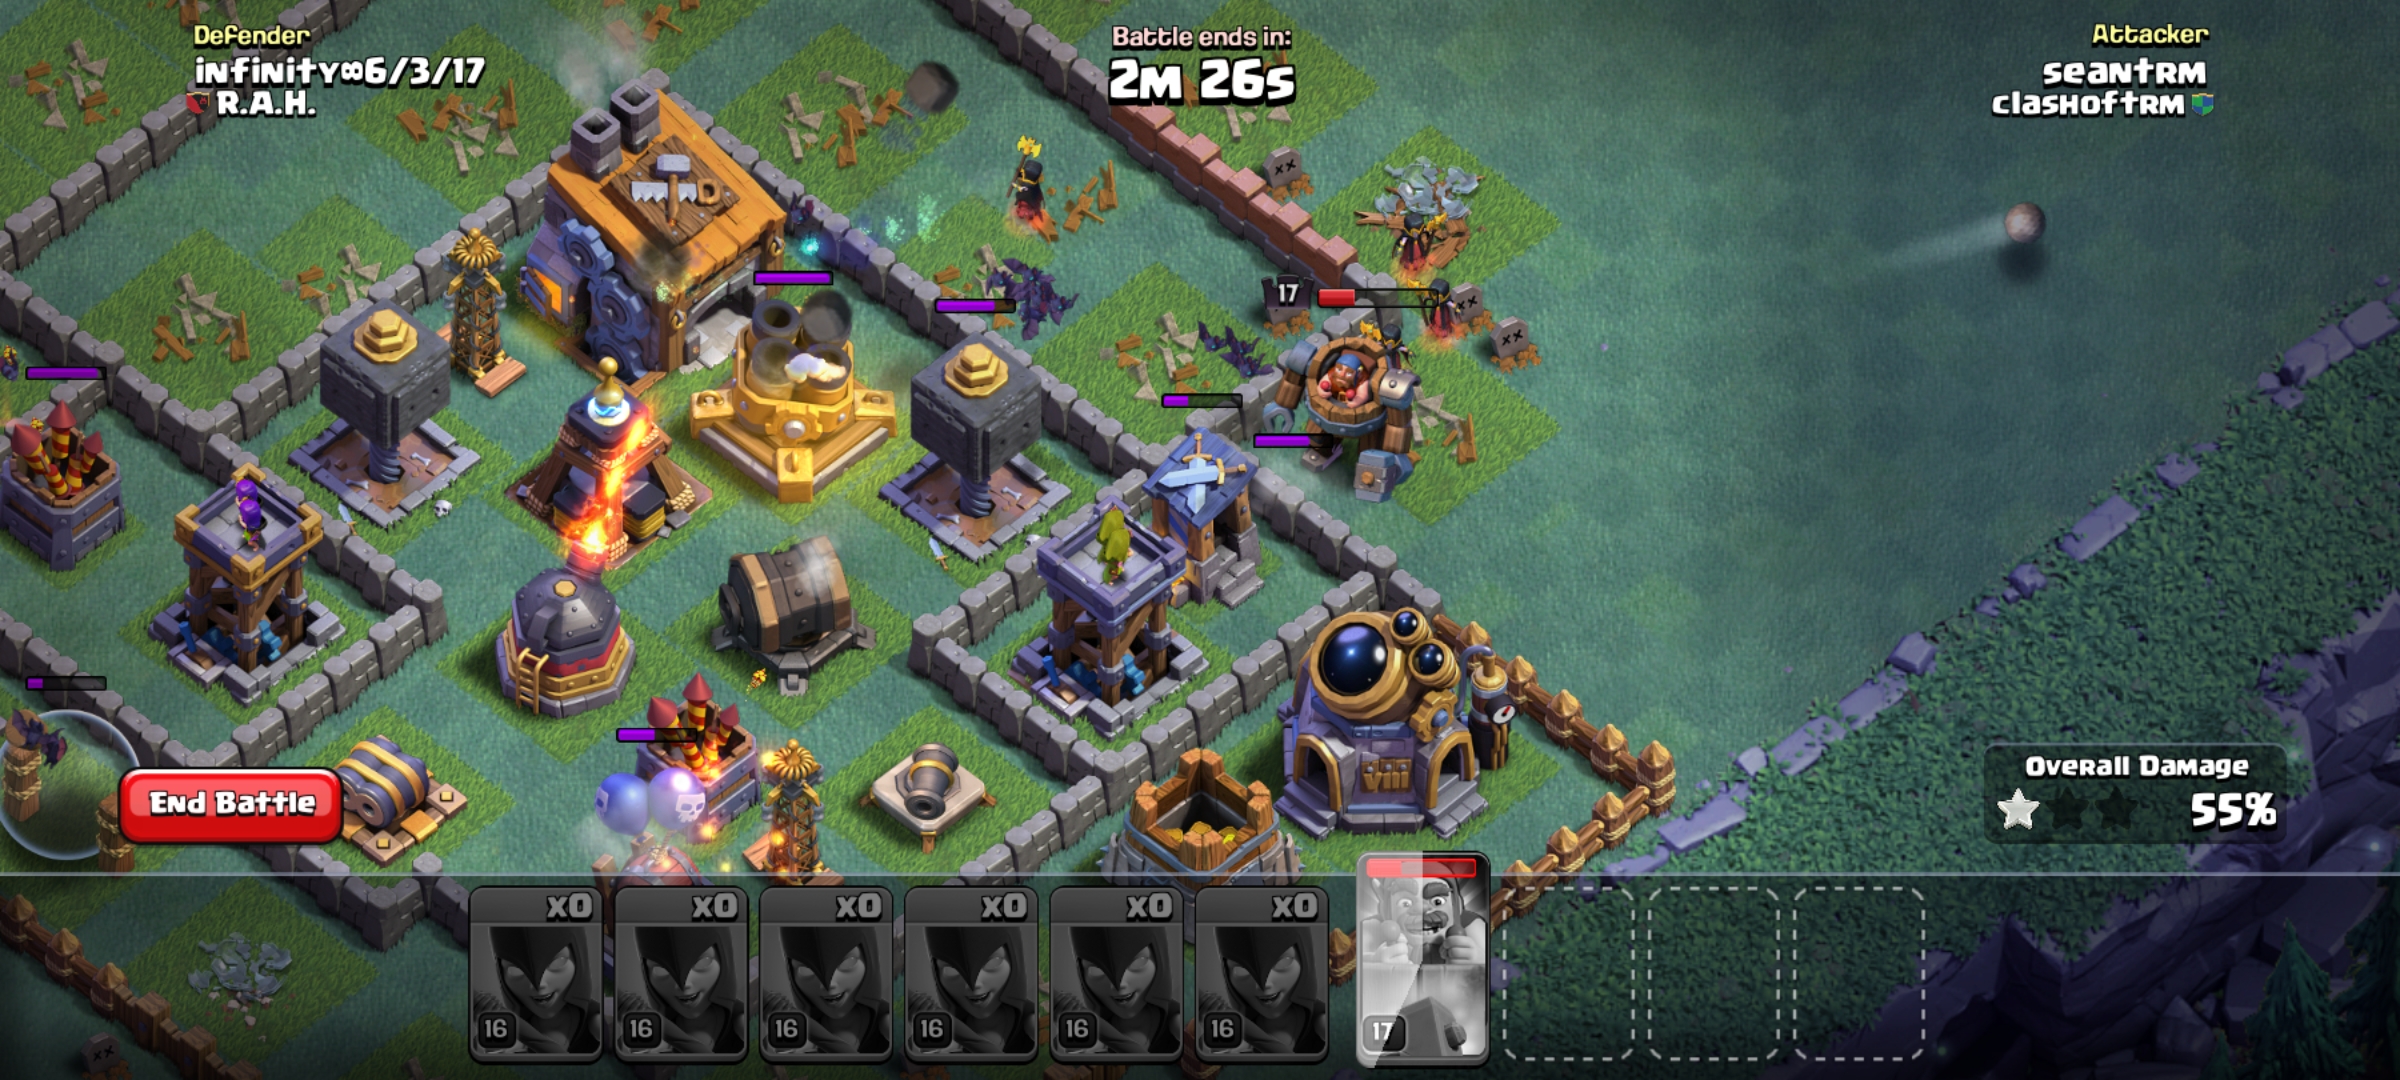 Defender
infinity∞6/3/17
R.A.H.
Battle ends in:
2M 26s
Attacker
seantRM
clashoftRM
17
VIII
End Battle
Overall Damage
55%
x0
x0
x0
x0
x0
x0
16
16
16
16
16
16
17